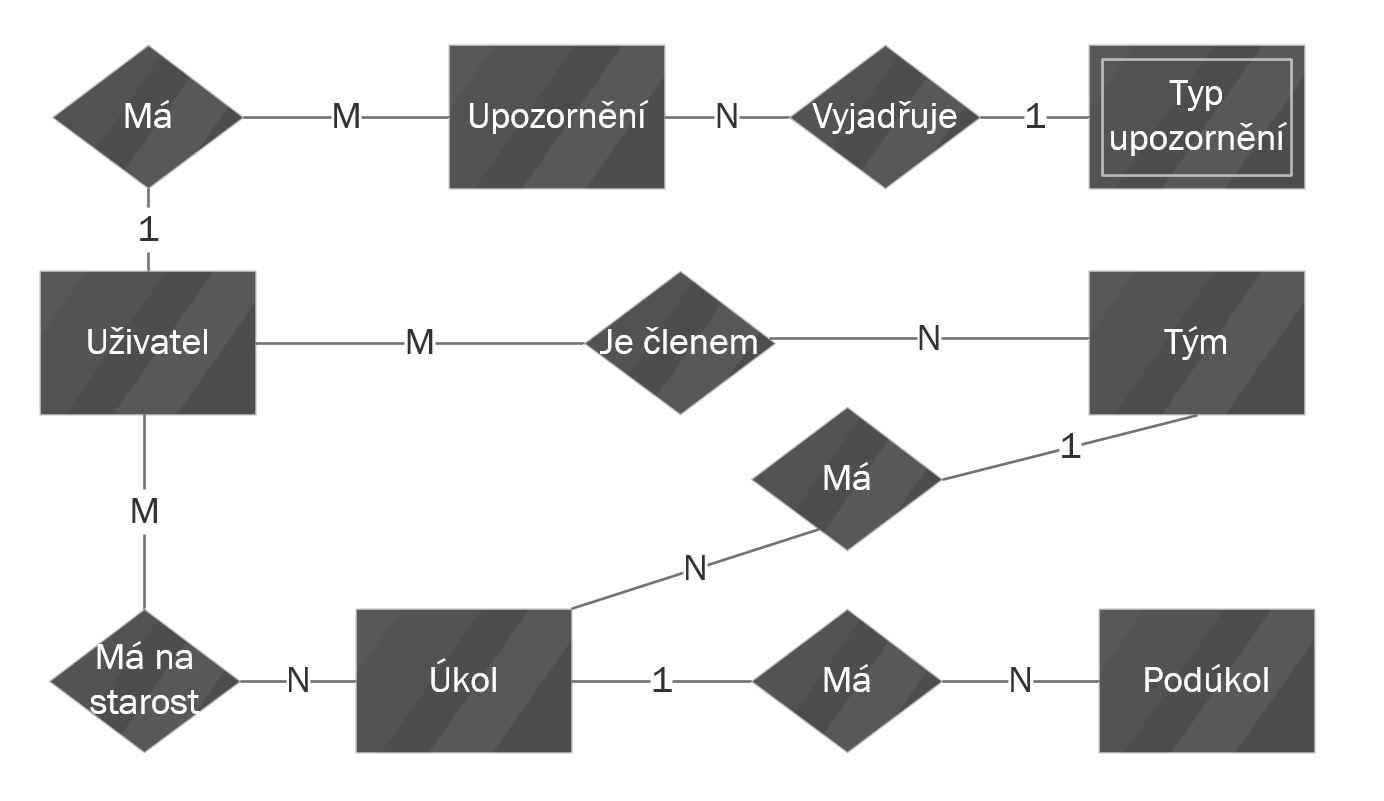 Má
M
Upozornění
N
Vyjadřuje
1
Typ
upozornění
1
Uživatel
M
Je členem
N
Tým
1
Má
M
N
Má na
starost
N
Úkol
1
Má
N
Podúkol